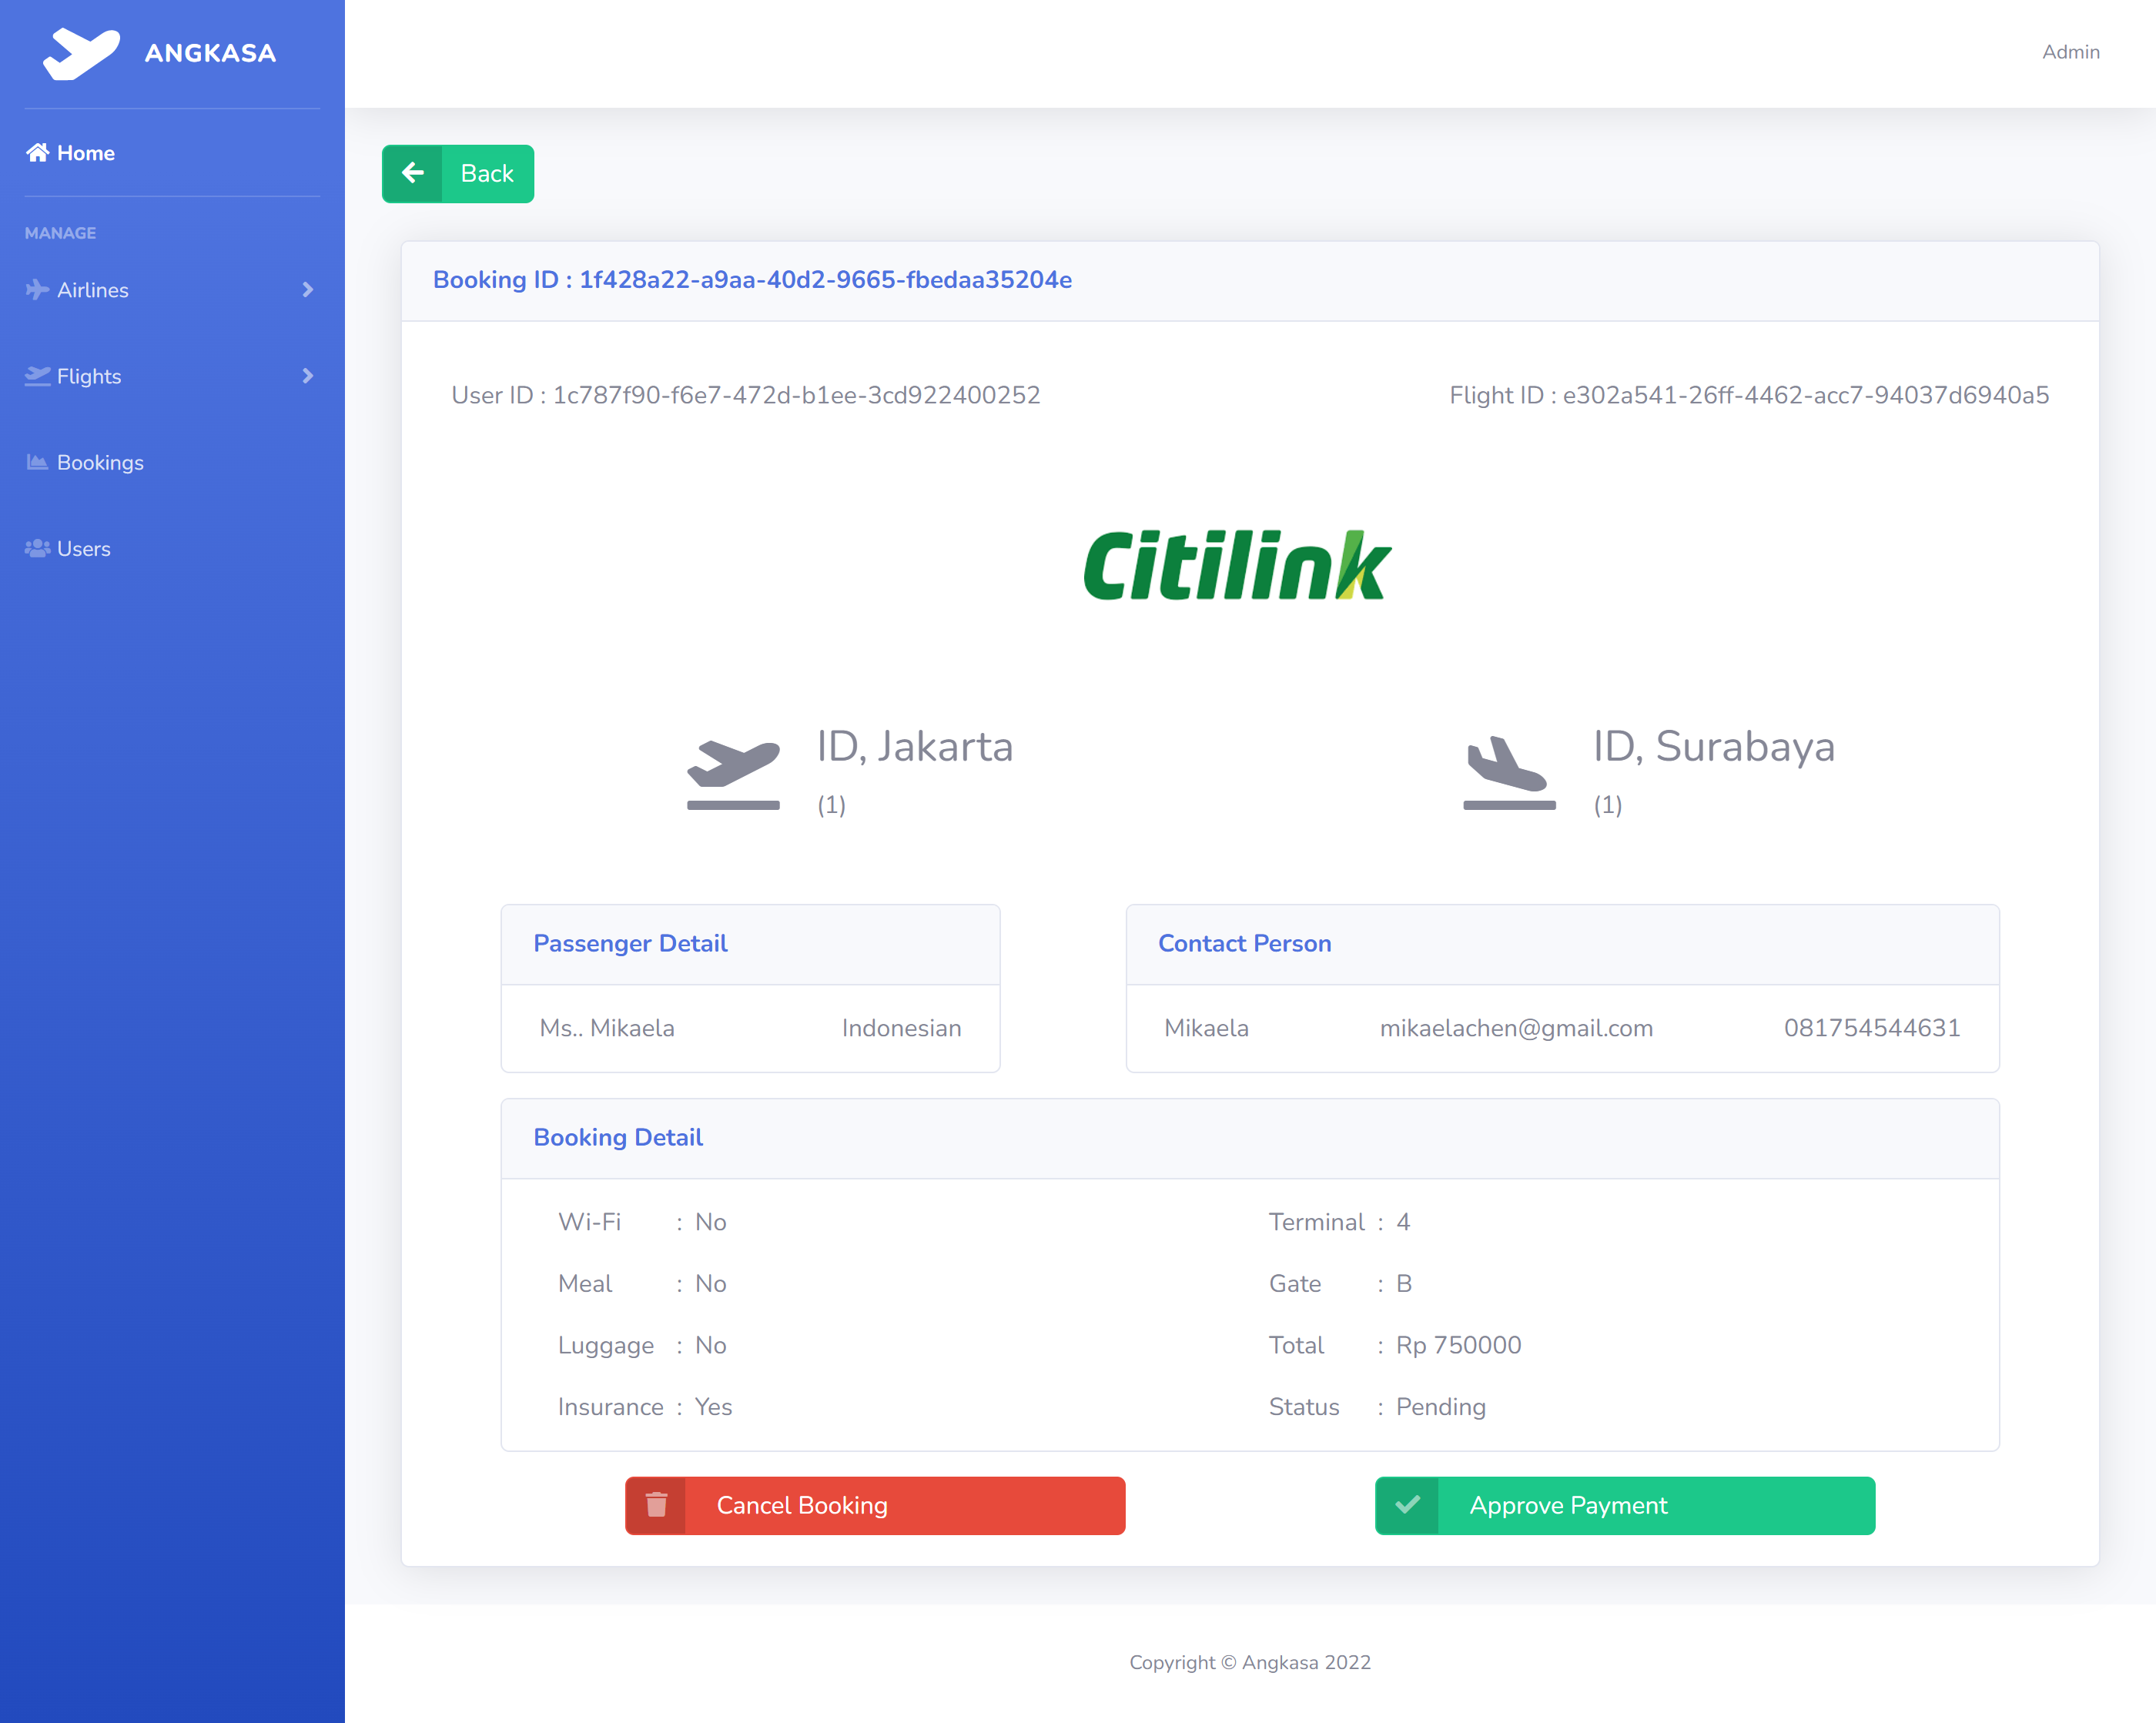 ANGKASA
Admin
Home
MANAGE
Airlines
Flights
Bookings
Users
Back
Booking ID : 1f428a22-a9aa-40d2-9665-fbedaa35204e
User ID : 1c787f90-f6e7-472d-b1ee-3cd922400252
Flight ID : e302a541-26ff-4462-acc7-94037d6940a5
Citilink
ID, Jakarta
(1)
ID, Surabaya
(1)
Passenger Detail
Ms.. Mikaela Indonesian
Contact Person
Mikaela mikaelachen@gmail.com 081754544631
Booking Detail
Wi-Fi : No
Meal : No
Luggage : No
Insurance : Yes
Terminal : 4
Gate : B
Total : Rp 750000
Status : Pending
Cancel Booking
Approve Payment
Copyright © Angkasa 2022